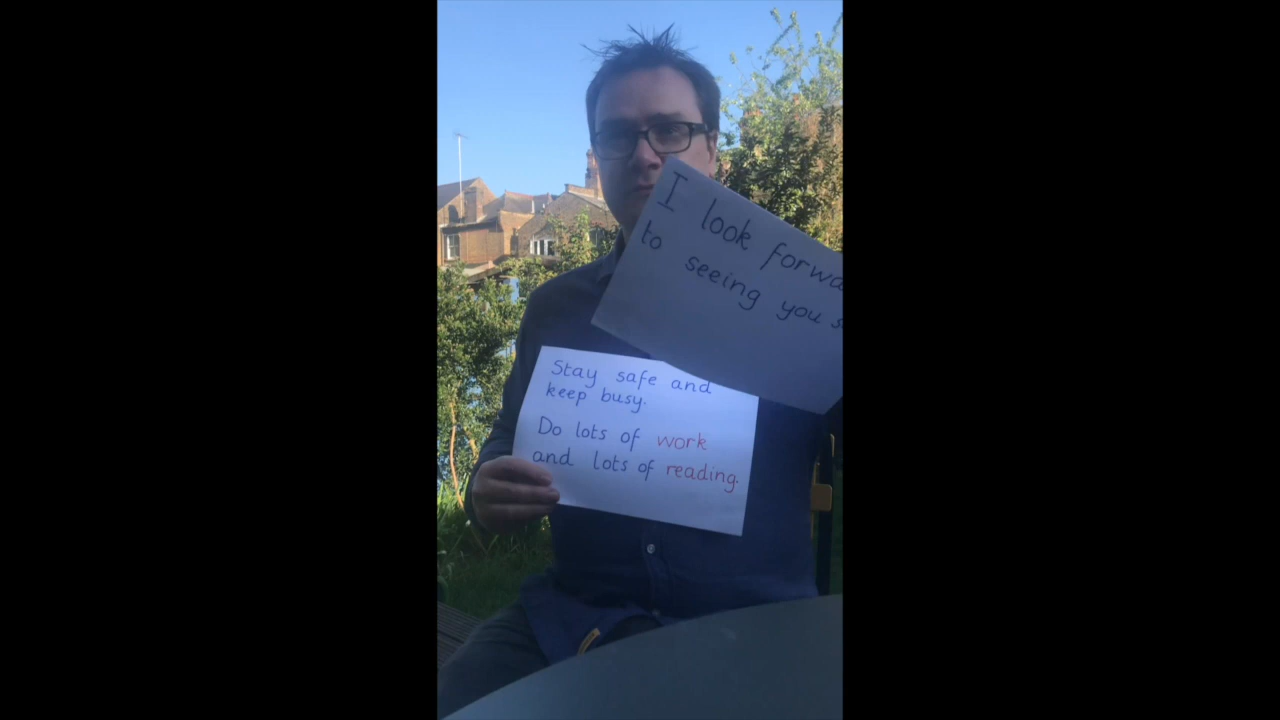 I look
to seeing you
Stay safe and
keep busy.
Do lots of work
and lots of reading.